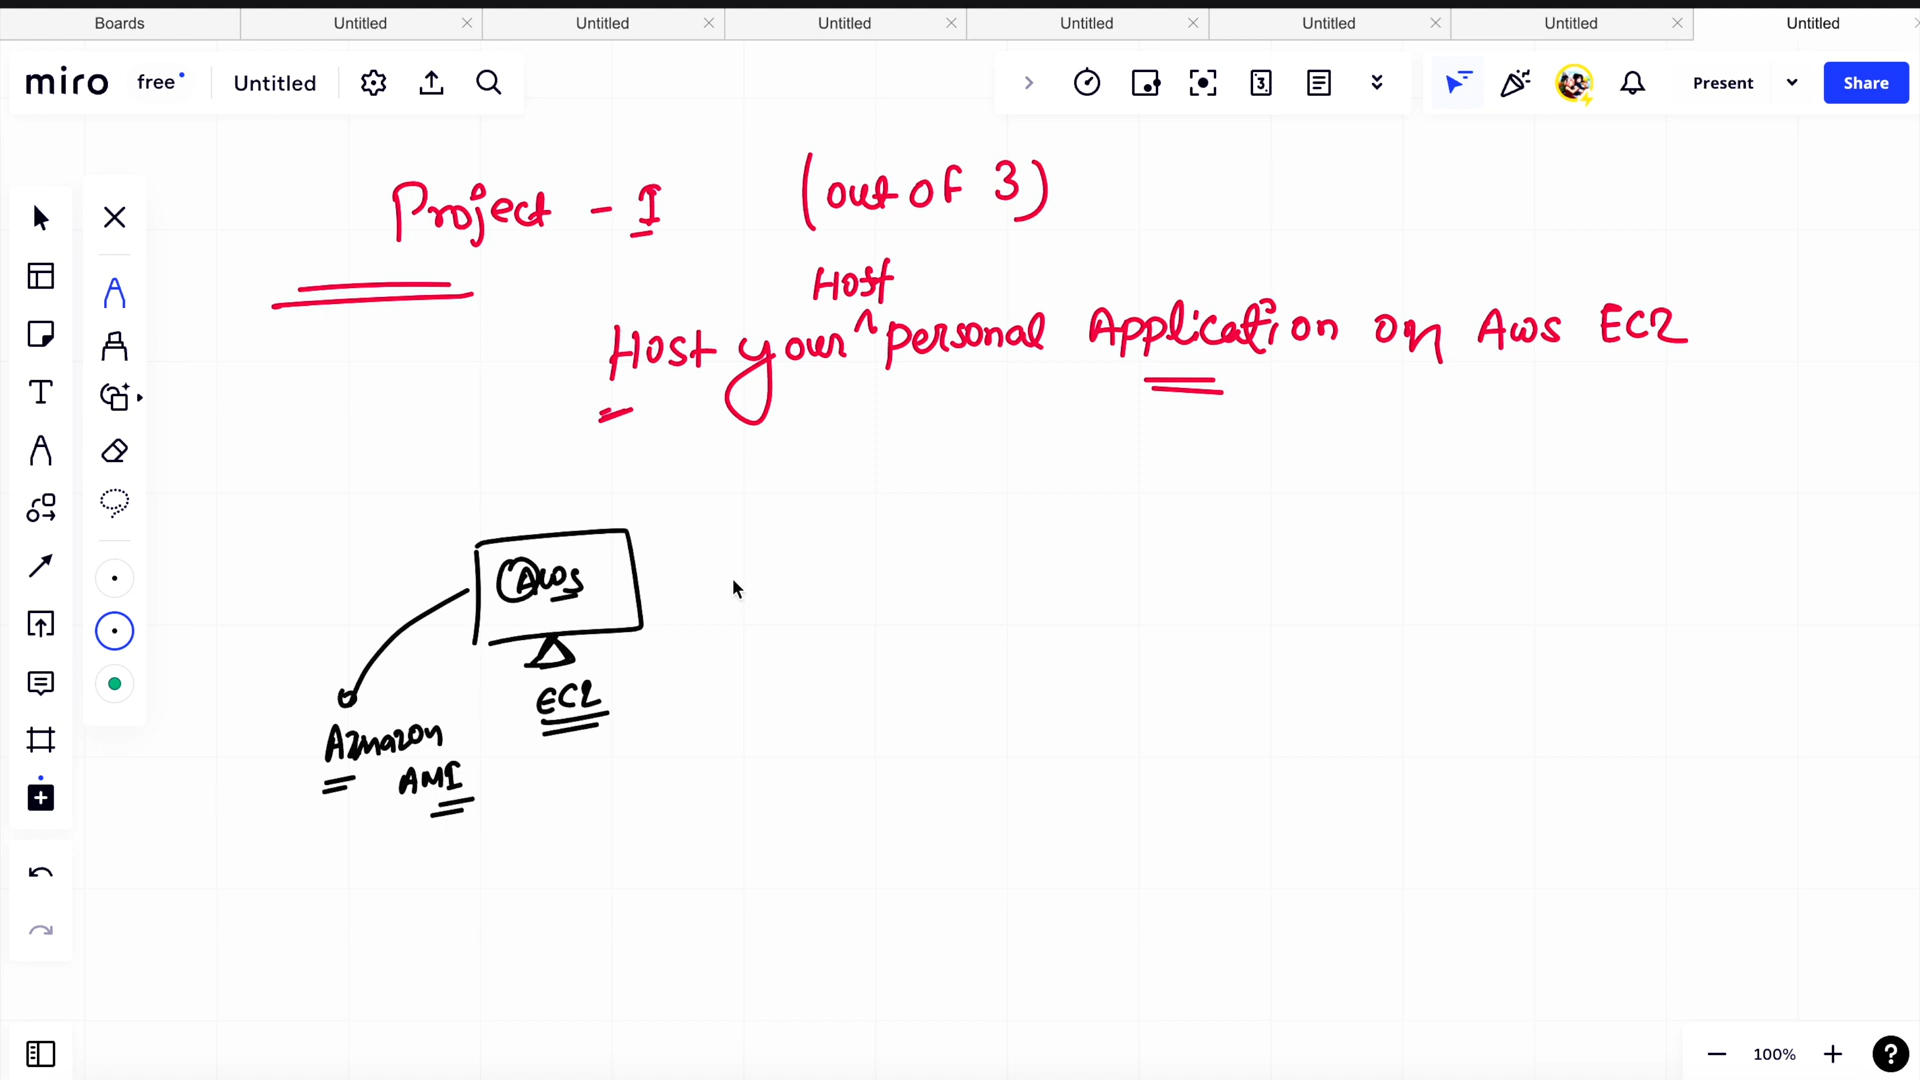 Boards Untitled Untitled Untitled Untitled Untitled Untitled Untitled
miro free Untitled 3 Present Share
Project - I (out of 3)
Host
Host your ^ personal Application on Aws EC2
Aws
EC2
Amazon
AMI
100% ?